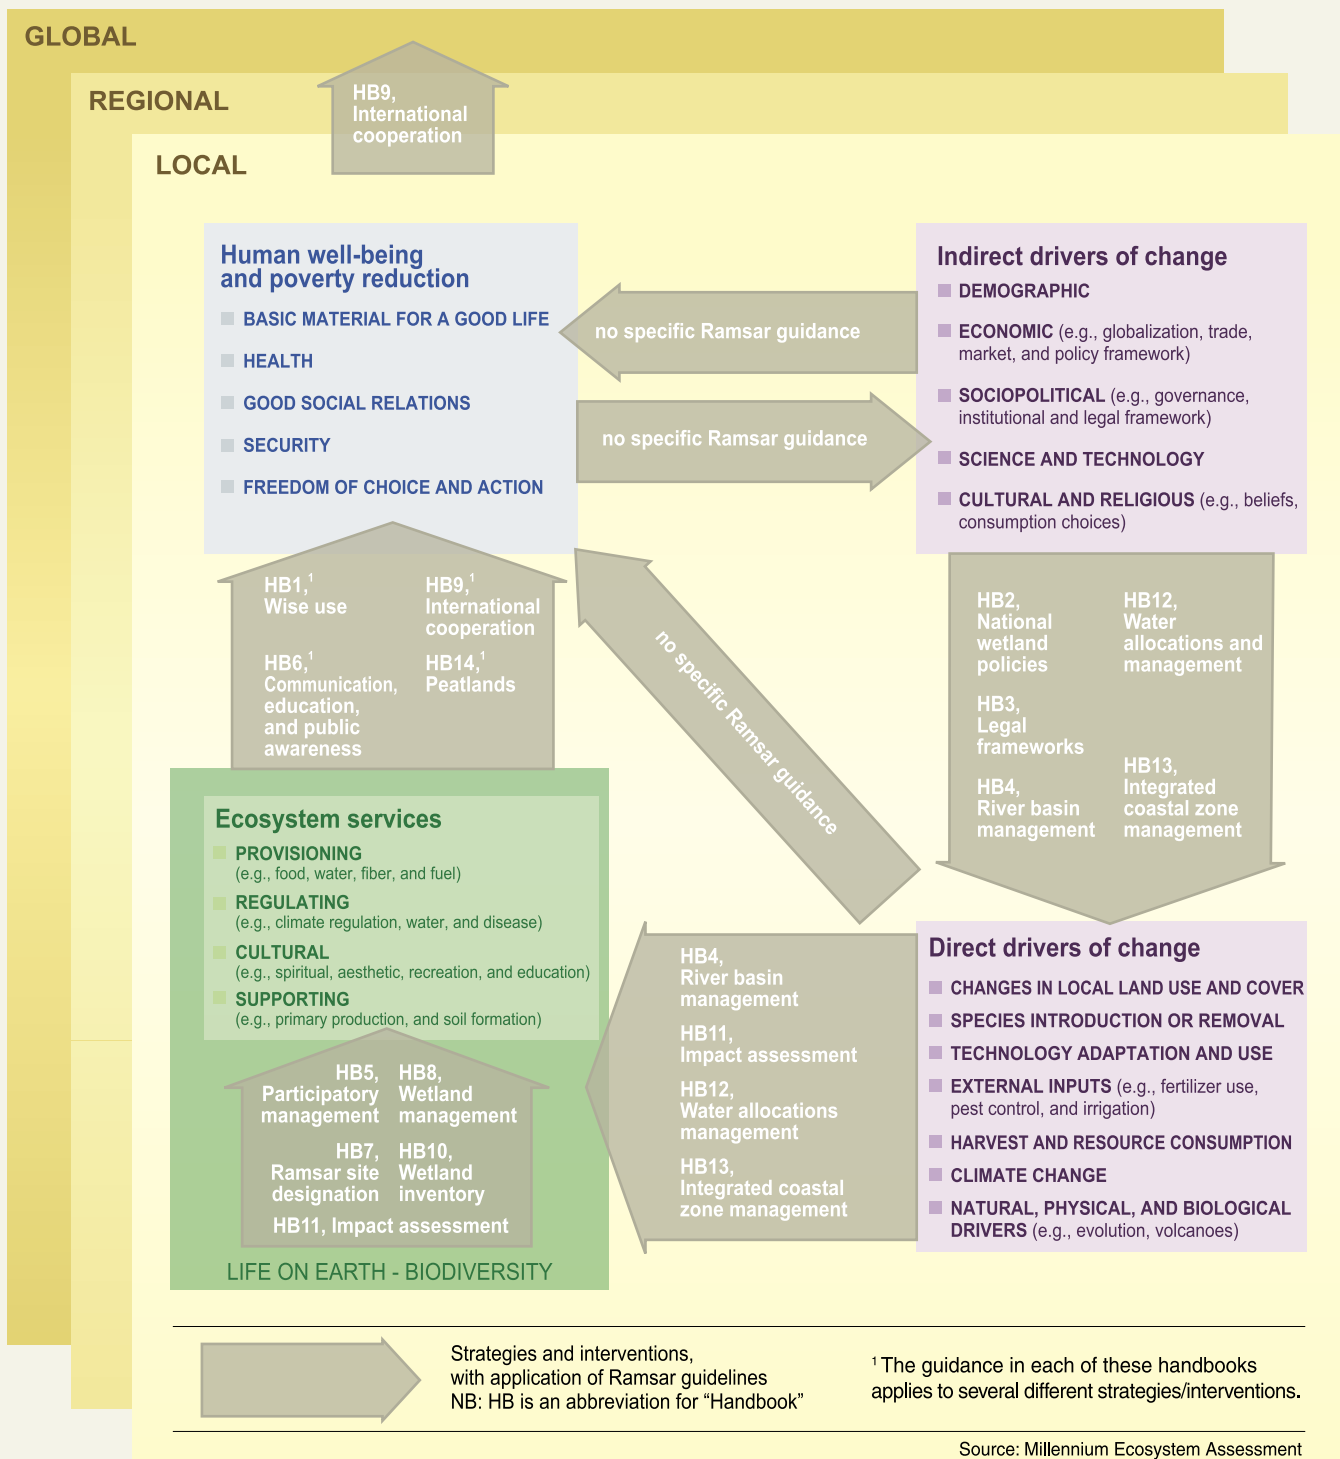 GLOBAL
HB9,
International
cooperation
REGIONAL
LOCAL
Human well-being
and poverty reduction
BASIC MATERIAL FOR A GOOD LIFE
HEALTH
GOOD SOCIAL RELATIONS
SECURITY
FREEDOM OF CHOICE AND ACTION
no specific Ramsar guidance
no specific Ramsar guidance
Indirect drivers of change
DEMOGRAPHIC
ECONOMIC (e.g., globalization, trade,
market, and policy framework)
SOCIOPOLITICAL (e.g., governance,
institutional and legal framework)
SCIENCE AND TECHNOLOGY
CULTURAL AND RELIGIOUS (e.g., beliefs,
consumption choices)
HB1,¹
Wise use
HB6,¹
Communication,
education,
and public
awareness
HB9,¹
International
cooperation
HB14,¹
Peatlands
no specific Ramsar guidance
HB2,
National
wetland
policies
HB3,
Legal
frameworks
HB4,
River basin
management
HB12,
Water
allocations and
management
HB13,
Integrated
coastal zone
management
Ecosystem services
PROVISIONING
(e.g., food, water, fiber, and fuel)
REGULATING
(e.g., climate regulation, water, and disease)
CULTURAL
(e.g., spiritual, aesthetic, recreation, and education)
SUPPORTING
(e.g., primary production, and soil formation)
HB5,
Participatory
management
HB8,
Wetland
management
HB7,
Ramsar site
designation
HB10,
Wetland
inventory
HB11, Impact assessment
LIFE ON EARTH - BIODIVERSITY
HB4,
River basin
management
HB11,
Impact assessment
HB12,
Water allocations
management
HB13,
Integrated coastal
zone management
Direct drivers of change
CHANGES IN LOCAL LAND USE AND COVER
SPECIES INTRODUCTION OR REMOVAL
TECHNOLOGY ADAPTATION AND USE
EXTERNAL INPUTS (e.g., fertilizer use,
pest control, and irrigation)
HARVEST AND RESOURCE CONSUMPTION
CLIMATE CHANGE
NATURAL, PHYSICAL, AND BIOLOGICAL
DRIVERS (e.g., evolution, volcanoes)
Strategies and interventions,
with application of Ramsar guidelines
NB: HB is an abbreviation for “Handbook”
¹ The guidance in each of these handbooks
applies to several different strategies/interventions.
Source: Millennium Ecosystem Assessment